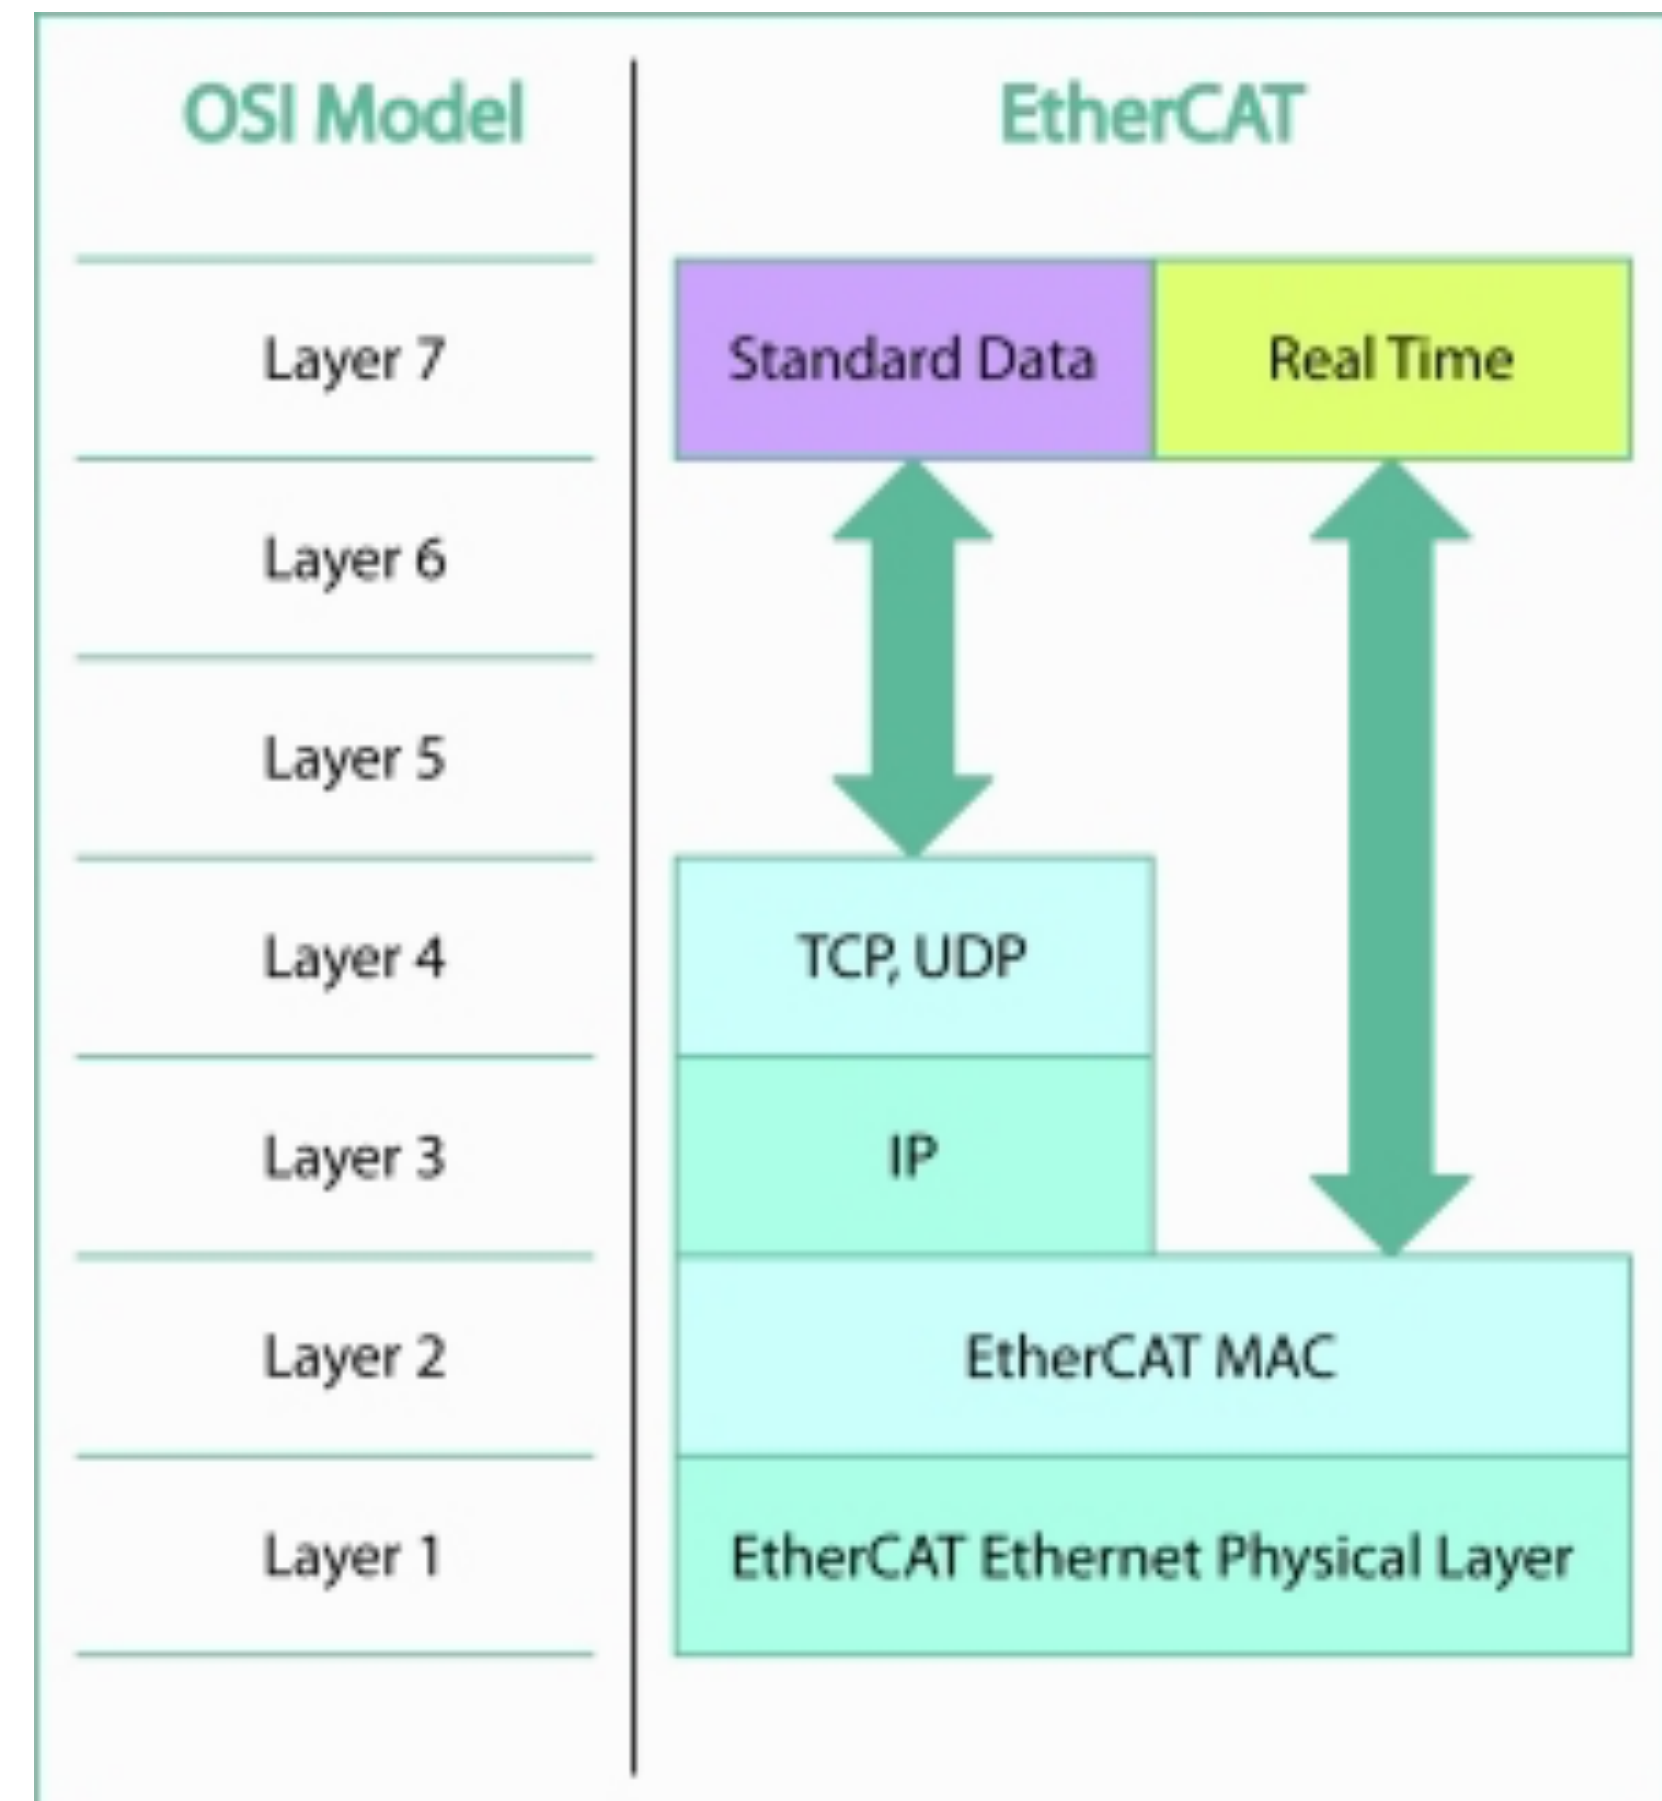 OSI Model
EtherCAT
Layer 7
Standard Data
Real Time
Layer 6
Layer 5
Layer 4
TCP, UDP
Layer 3
IP
Layer 2
EtherCAT MAC
Layer 1
EtherCAT Ethernet Physical Layer